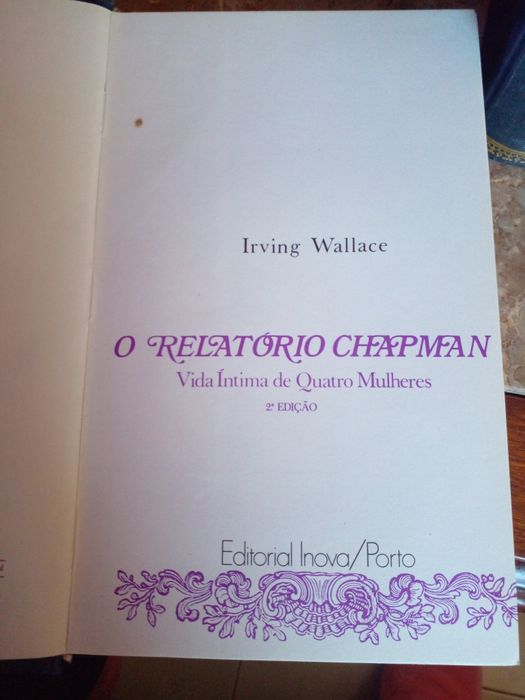 Irving Wallace
O RELATÓRIO CHAPMAN
Vida Íntima de Quatro Mulheres
2ª EDIÇÃO
Editorial Inova/Porto